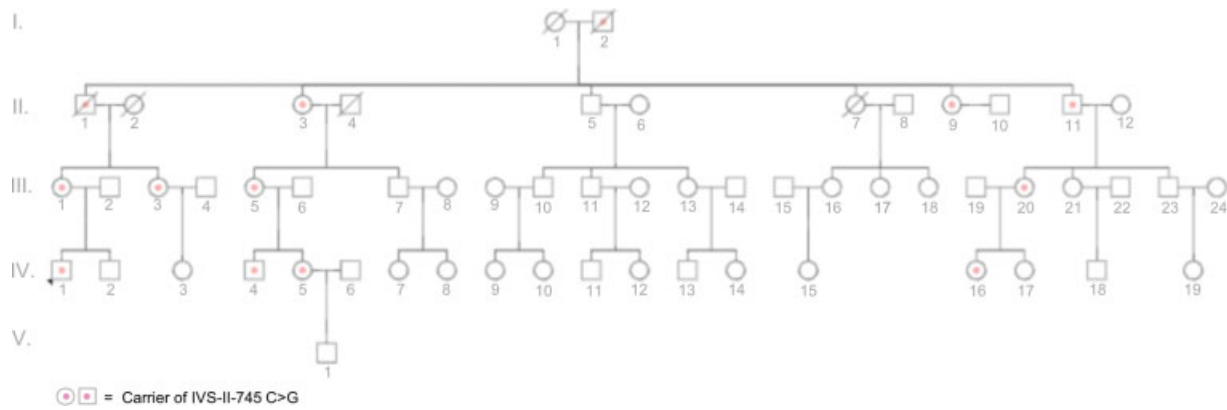 I.
1 2
II.
1 2 3 4 5 6 7 8 9 10 11 12
III.
1 2 3 4 5 6 7 8 9 10 11 12 13 14 15 16 17 18 19 20 21 22 23 24
IV.
1 2 3 4 5 6 7 8 9 10 11 12 13 14 15 16 17 18 19
V.
1
= Carrier of IVS-II-745 C>G